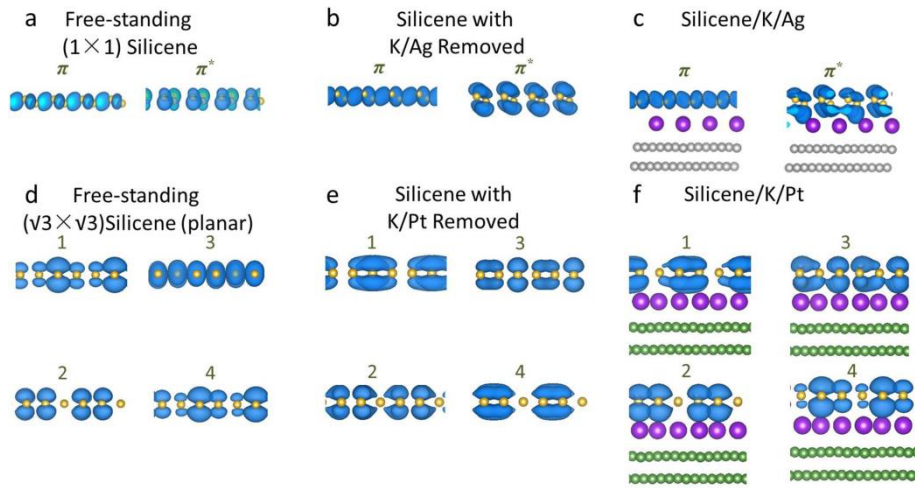 a Free-standing
(1×1) Silicene
π π*
b Silicene with
K/Ag Removed
π π*
c Silicene/K/Ag
π π*
d Free-standing
(√3×√3)Silicene (planar)
1 3
2 4
e Silicene with
K/Pt Removed
1 3
2 4
f Silicene/K/Pt
1 3
2 4